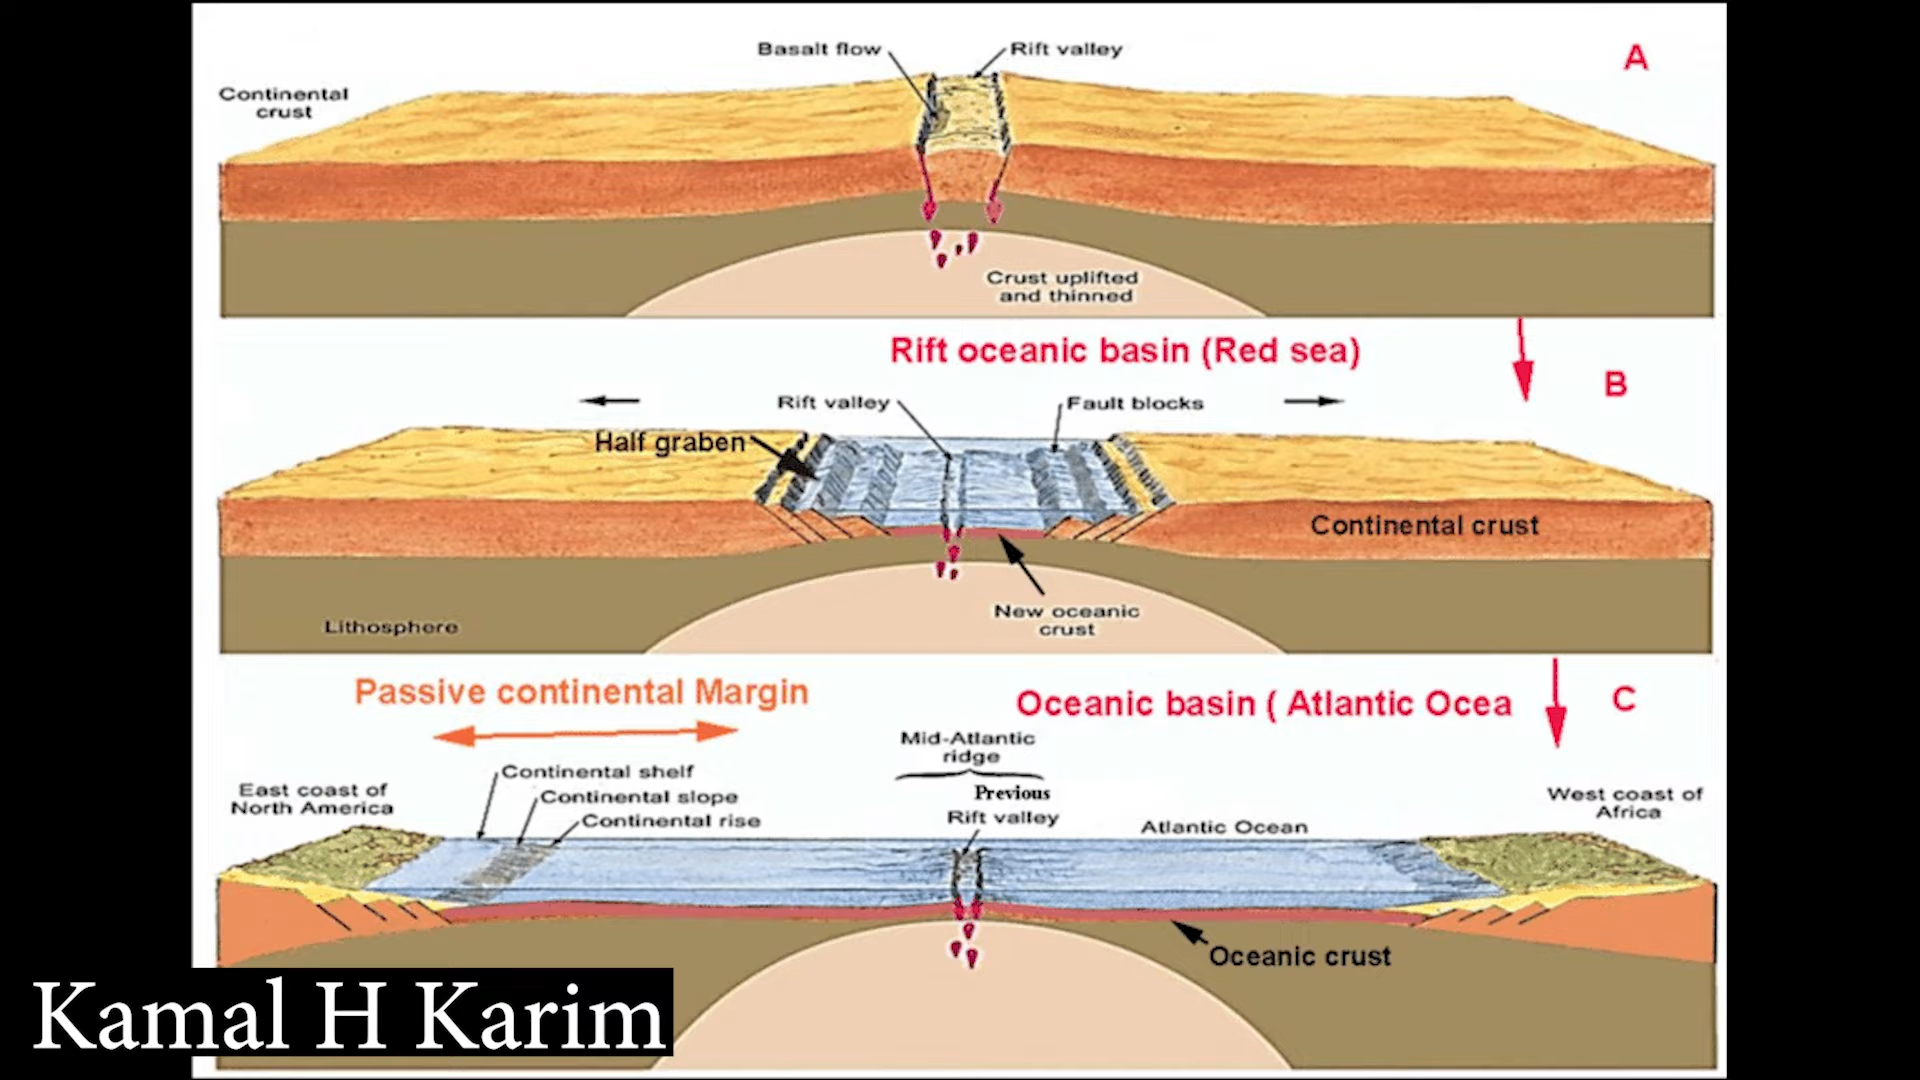 Basalt flow
Rift valley
A
Continental
crust
Crust uplifted
and thinned
Rift oceanic basin (Red sea)
B
Rift valley
Fault blocks
Half graben
Continental crust
New oceanic
crust
Lithosphere
Passive continental Margin
Oceanic basin ( Atlantic Ocea
C
Mid-Atlantic
ridge
Continental shelf
East coast of
North America
Continental slope
Previous
West coast of
Africa
Continental rise
Rift valley
Atlantic Ocean
Oceanic crust
Kamal H Karim